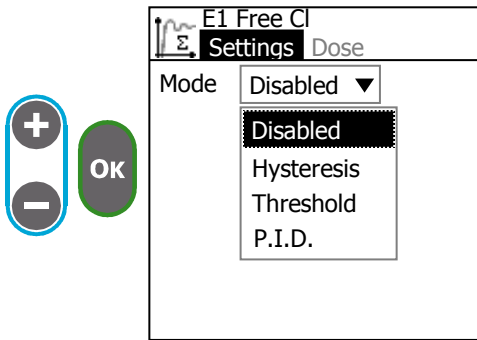 E1 Free Cl
Σ Settings Dose
Mode Disabled ▼
Disabled
+ Hysteresis
OK
Threshold
− P.I.D.